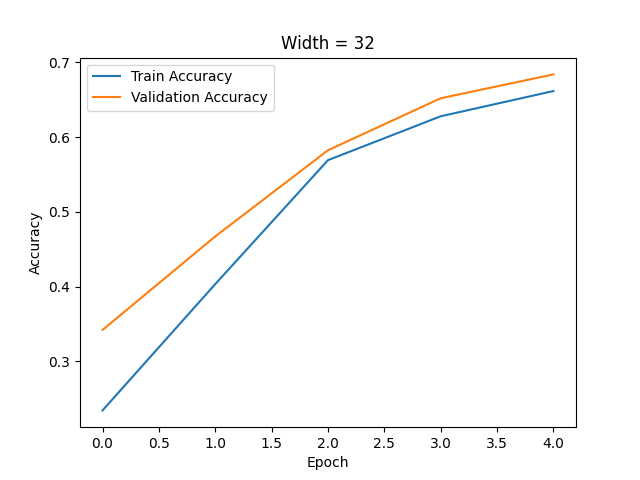 Width = 32
Train Accuracy
Validation Accuracy
0.7
0.6
0.5
0.4
0.3
Accuracy
0.0 0.5 1.0 1.5 2.0 2.5 3.0 3.5 4.0
Epoch